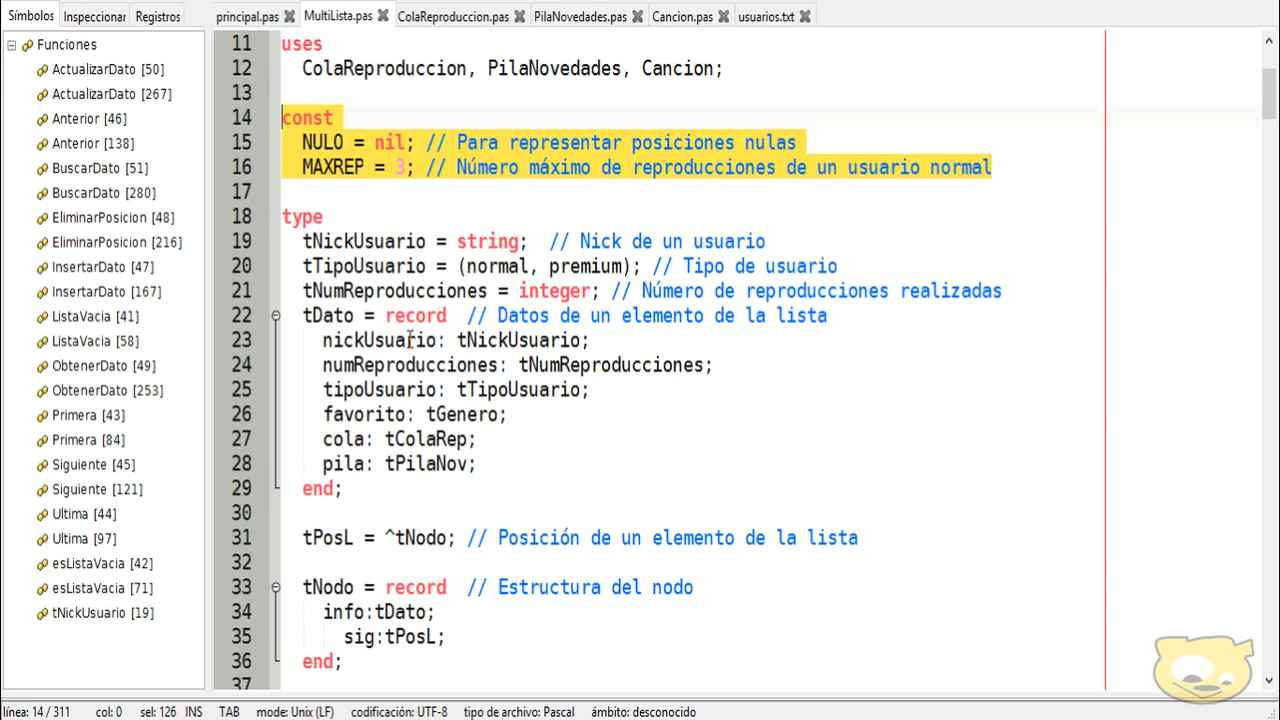 Símbolos Inspeccionar Registros
principal.pas MultiLista.pas ColaReproduccion.pas PilaNovedades.pas Cancion.pas usuarios.txt
Funciones
ActualizarDato [50]
ActualizarDato [267]
Anterior [46]
Anterior [138]
BuscarDato [51]
BuscarDato [280]
EliminarPosicion [48]
EliminarPosicion [216]
InsertarDato [47]
InsertarDato [167]
ListaVacia [41]
ListaVacia [58]
ObtenerDato [49]
ObtenerDato [253]
Primera [43]
Primera [84]
Siguiente [45]
Siguiente [121]
Ultima [44]
Ultima [97]
esListaVacia [42]
esListaVacia [71]
tNickUsuario [19]
11 uses
12 ColaReproduccion, PilaNovedades, Cancion;
13
14 const
15 NULO = nil; // Para representar posiciones nulas
16 MAXREP = 3; // Número máximo de reproducciones de un usuario normal
17
18 type
19 tNickUsuario = string; // Nick de un usuario
20 tTipoUsuario = (normal, premium); // Tipo de usuario
21 tNumReproducciones = integer; // Número de reproducciones realizadas
22 tDato = record // Datos de un elemento de la lista
23 nickUsuario: tNickUsuario;
24 numReproducciones: tNumReproducciones;
25 tipoUsuario: tTipoUsuario;
26 favorito: tGenero;
27 cola: tColaRep;
28 pila: tPilaNov;
29 end;
30
31 tPosL = ^tNodo; // Posición de un elemento de la lista
32
33 tNodo = record // Estructura del nodo
34 info:tDato;
35 sig:tPosL;
36 end;
37
línea: 14 / 311 col: 0 sel: 126 INS TAB mode: Unix (LF) codificación: UTF-8 tipo de archivo: Pascal ámbito: desconocido